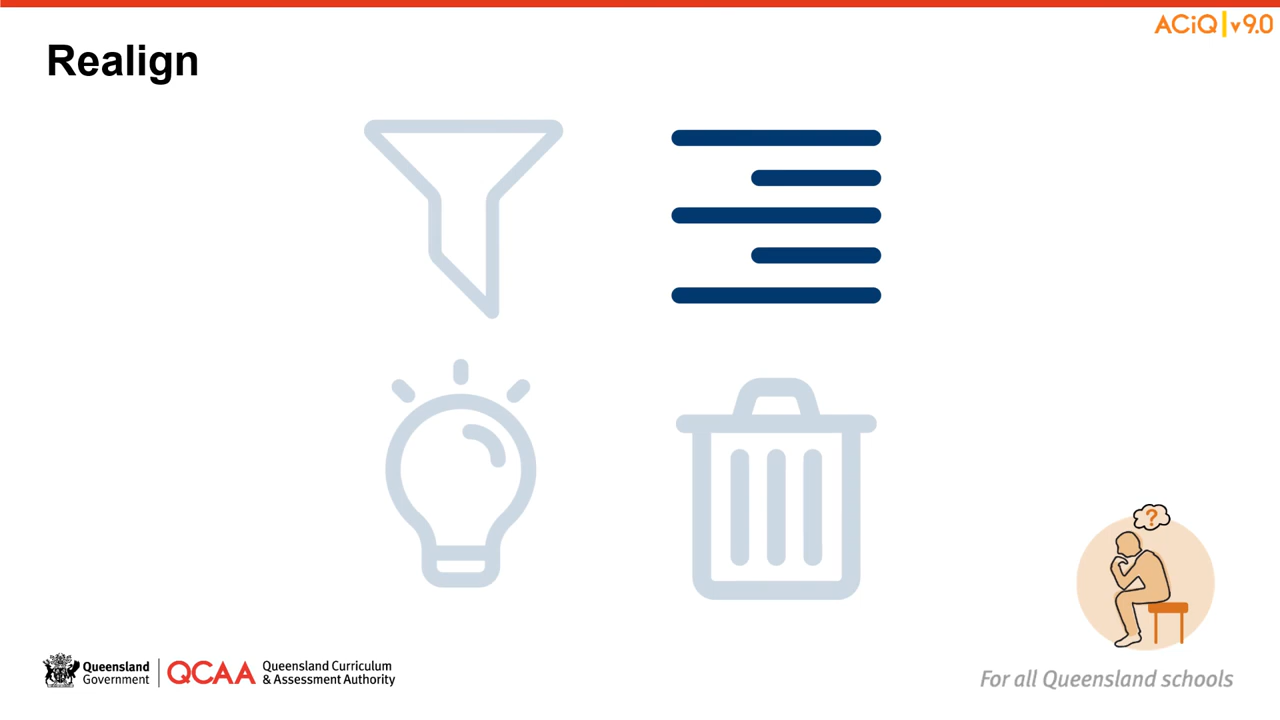 ACiQ|v9.0
Realign
?
Queensland
Government
QCAA
Queensland Curriculum
& Assessment Authority
For all Queensland schools